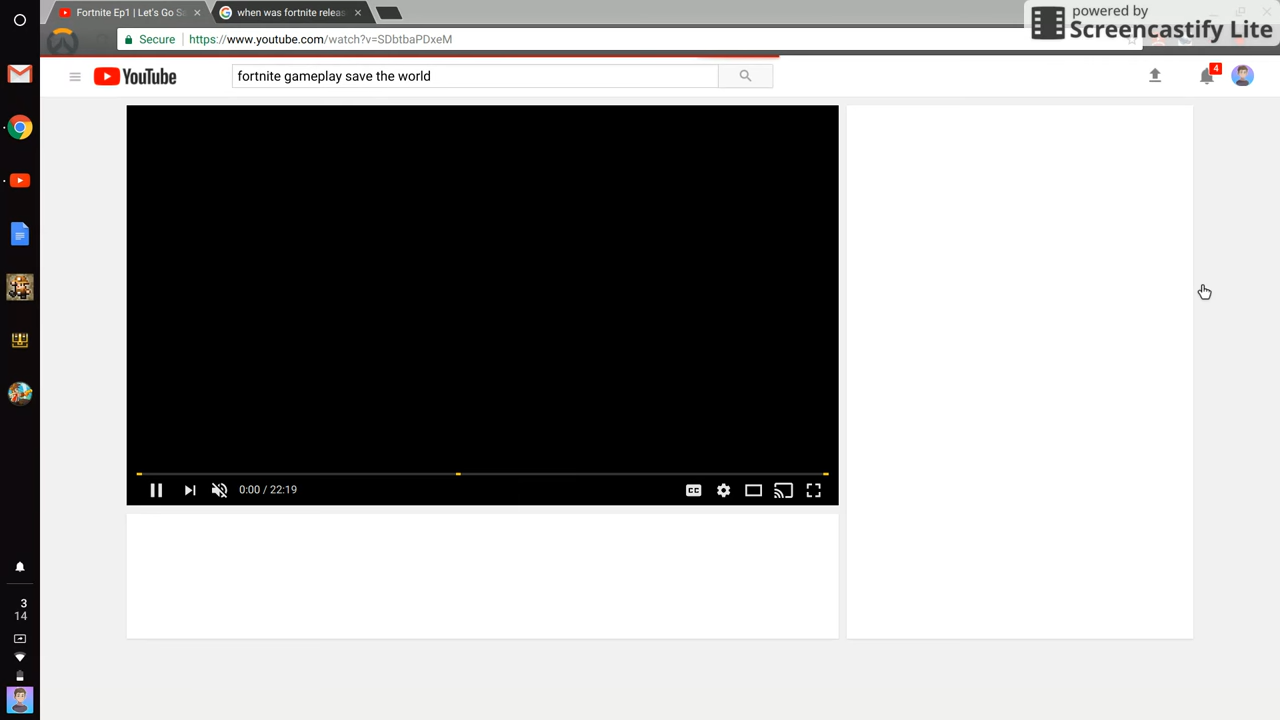 Fortnite Ep1 | Let's Go S
when was fortnite releas
powered by
Screencastify Lite
Secure
https://www.youtube.com/watch?v=SDbtbaPDxeM
YouTube
fortnite gameplay save the world
4
0:00 / 22:19
CC
3
14